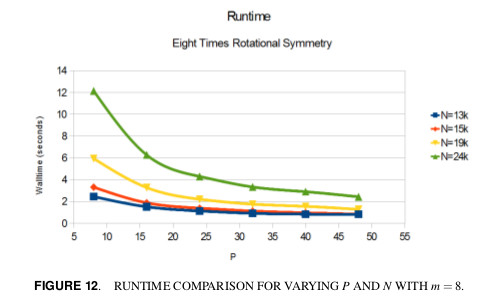 Runtime
Eight Times Rotational Symmetry
14
12
10
8
6
4
2
0
Walltime (seconds)
5 10 15 20 25 30 35 40 45 50 55
P
N=13k
N=15k
N=19k
N=24k
FIGURE 12. RUNTIME COMPARISON FOR VARYING P AND N WITH m = 8.